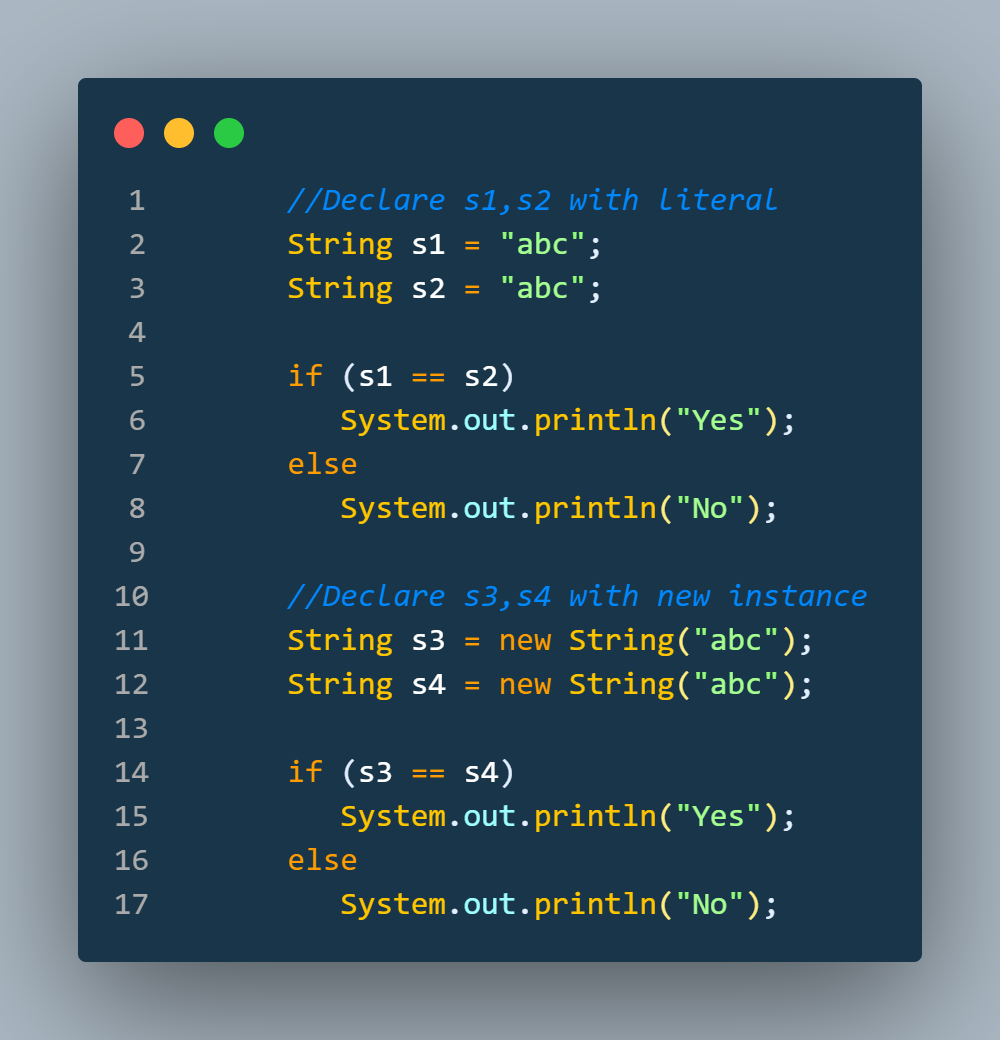 1 //Declare s1,s2 with literal
2 String s1 = "abc";
3 String s2 = "abc";
4
5 if (s1 == s2)
6 System.out.println("Yes");
7 else
8 System.out.println("No");
9
10 //Declare s3,s4 with new instance
11 String s3 = new String("abc");
12 String s4 = new String("abc");
13
14 if (s3 == s4)
15 System.out.println("Yes");
16 else
17 System.out.println("No");